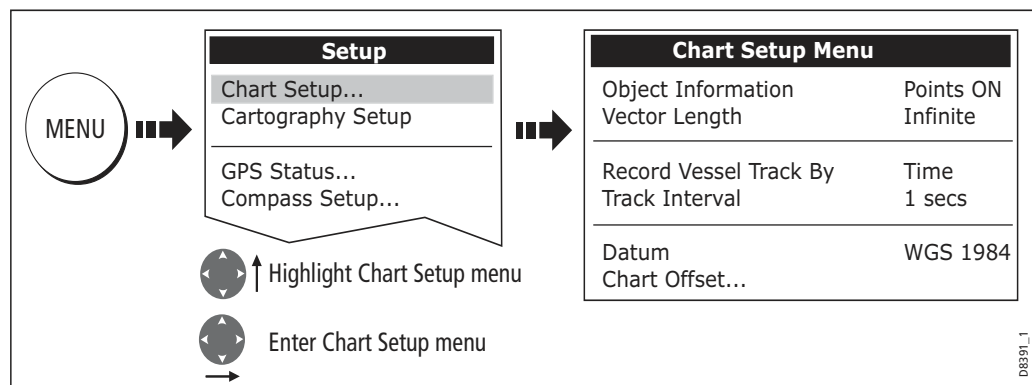 MENU
Setup
Chart Setup...
Cartography Setup
GPS Status...
Compass Setup...
Highlight Chart Setup menu
Enter Chart Setup menu
Chart Setup Menu
Object Information Points ON
Vector Length Infinite
Record Vessel Track By Time
Track Interval 1 secs
Datum WGS 1984
Chart Offset...
D8391_1